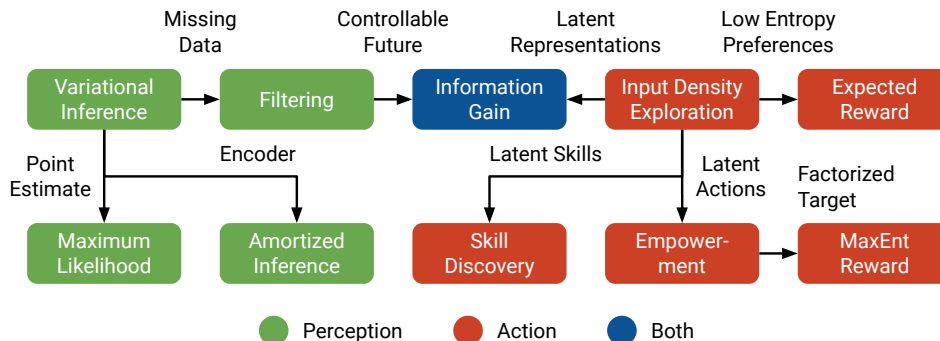 Missing
Data
Controllable
Future
Latent
Representations
Low Entropy
Preferences
Variational
Inference
Filtering
Information
Gain
Input Density
Exploration
Expected
Reward
Point
Estimate
Encoder
Latent Skills
Latent
Actions
Factorized
Target
Maximum
Likelihood
Amortized
Inference
Skill
Discovery
Empower-
ment
MaxEnt
Reward
Perception
Action
Both